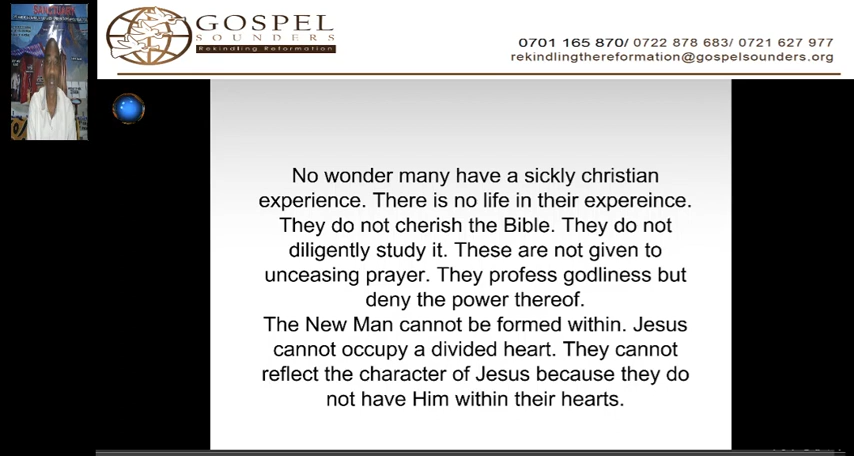 GOSPEL
SOUNDERS
Rekindling Reformation
0701 165 870/ 0722 878 683/ 0721 627 977
rekindlingthereformation@gospelsounders.org
No wonder many have a sickly christian
experience. There is no life in their expereince.
They do not cherish the Bible. They do not
diligently study it. These are not given to
unceasing prayer. They profess godliness but
deny the power thereof.
The New Man cannot be formed within. Jesus
cannot occupy a divided heart. They cannot
reflect the character of Jesus because they do
not have Him within their hearts.